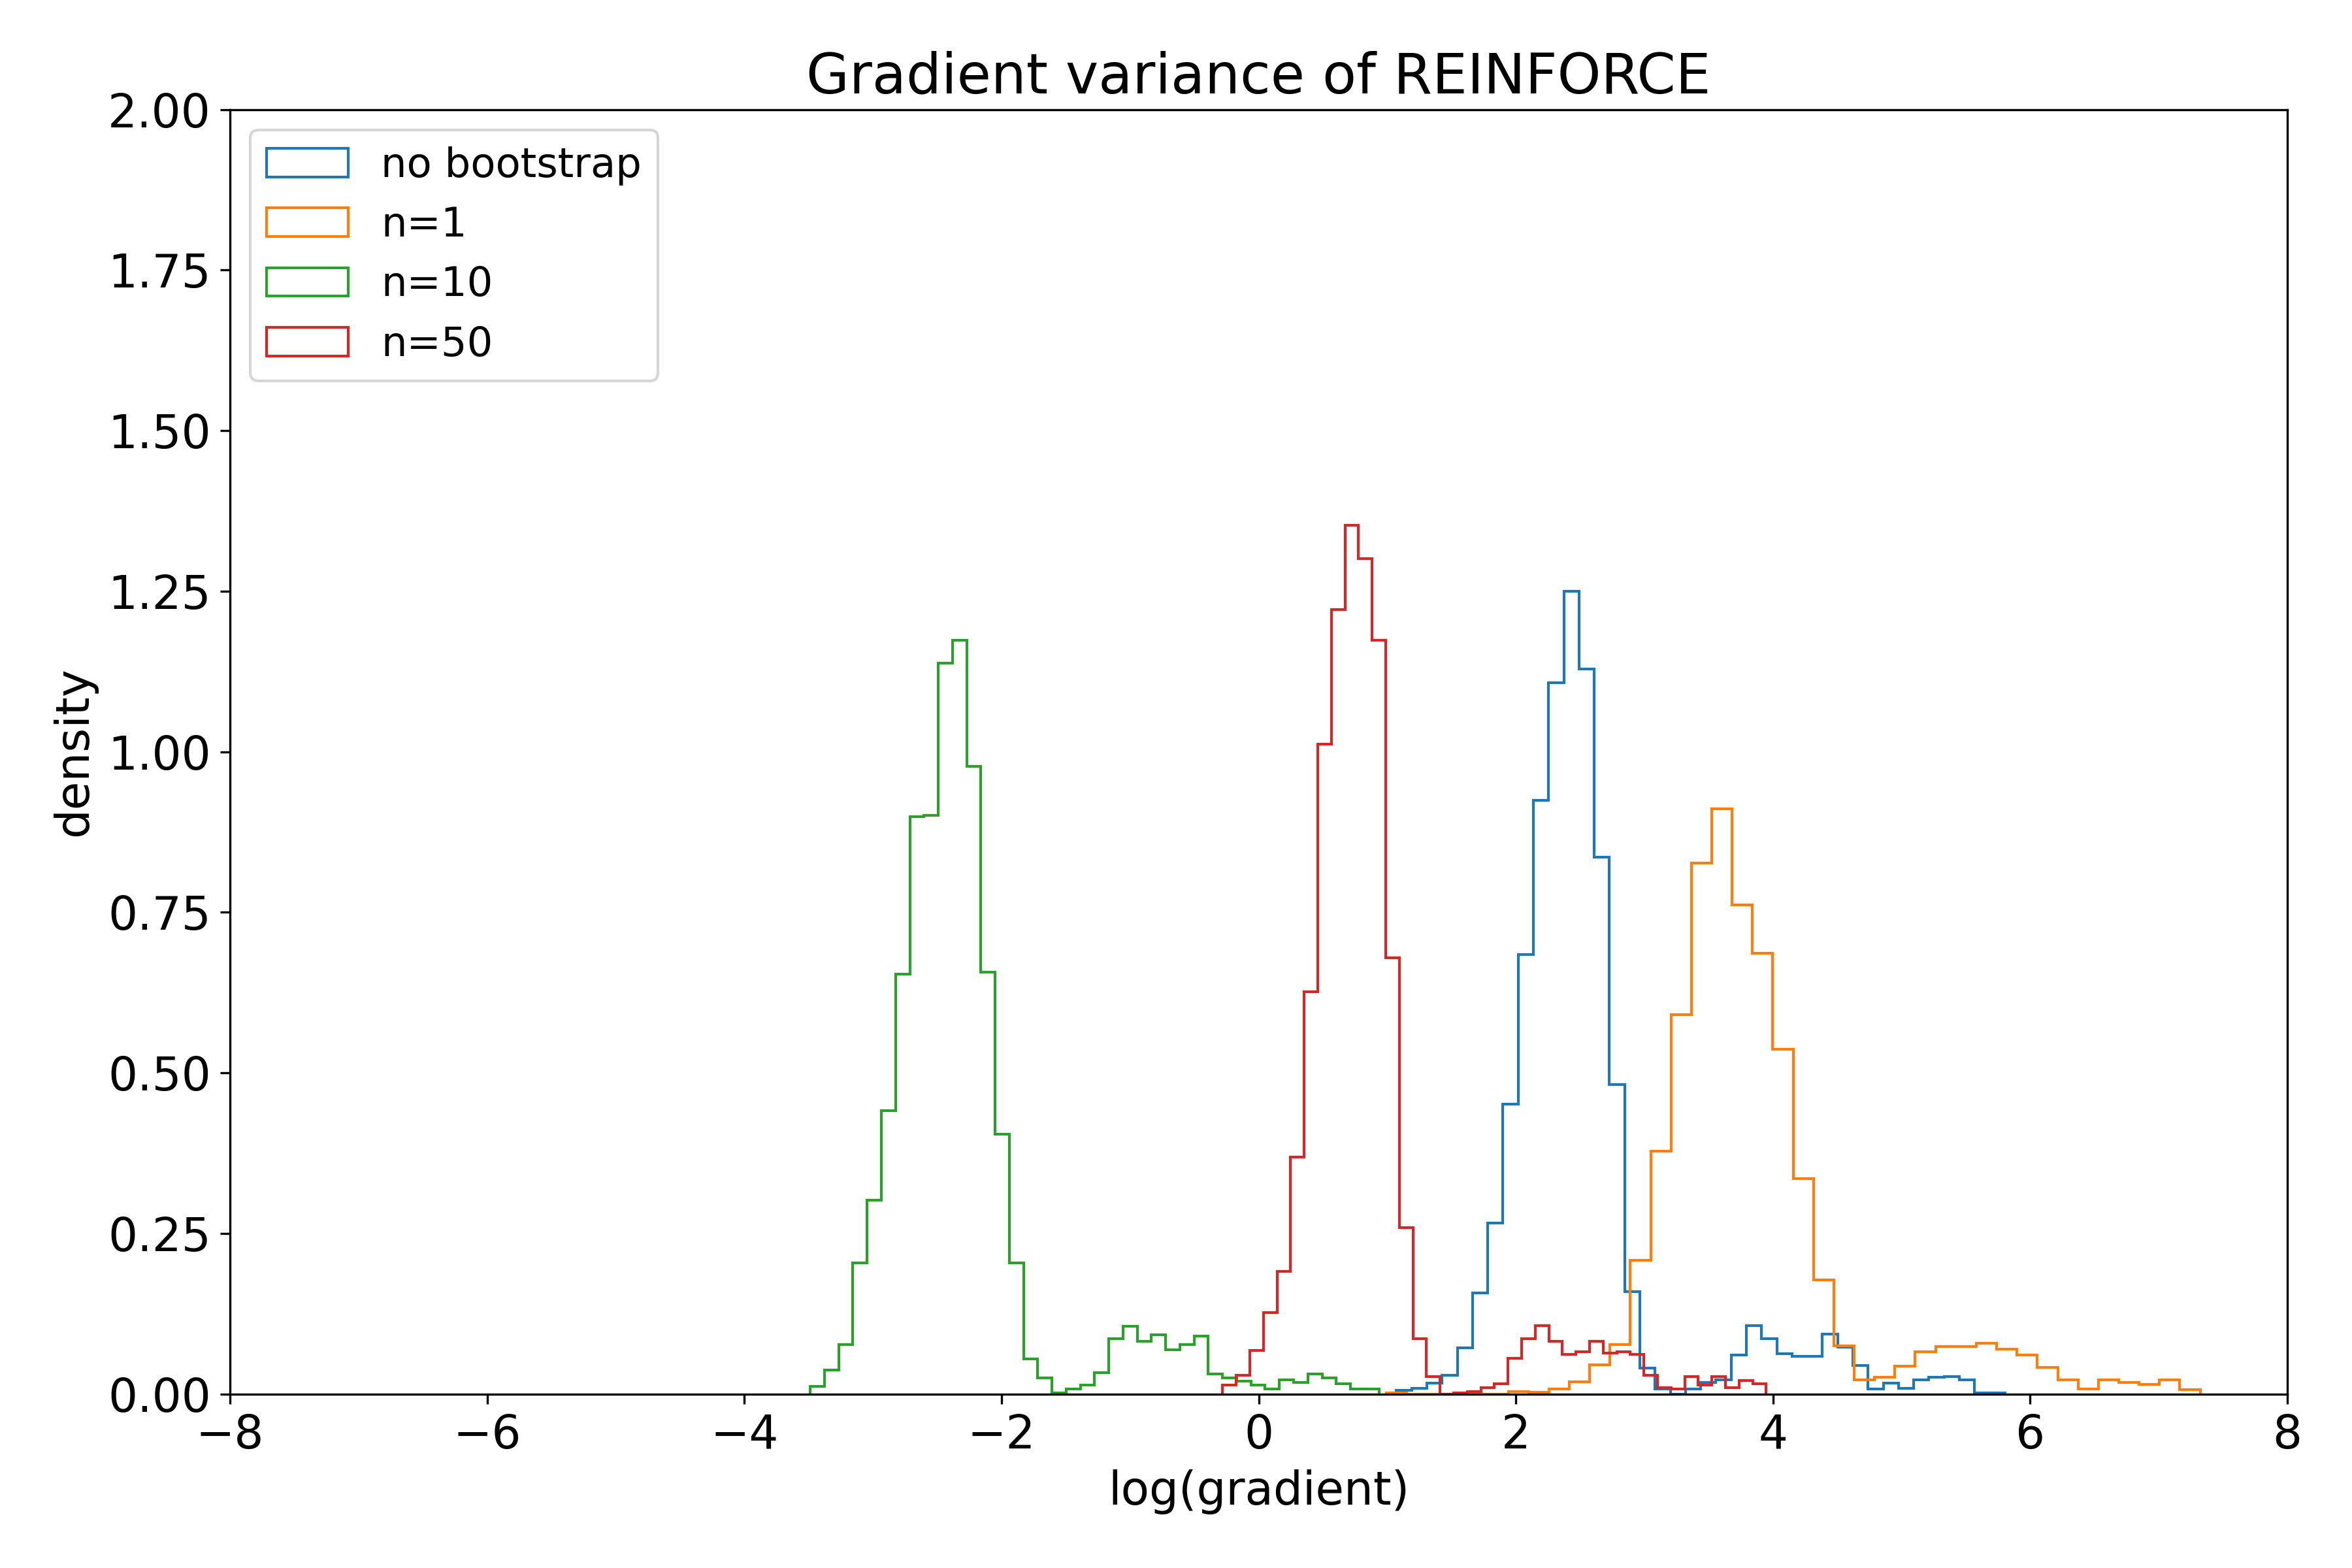 Gradient variance of REINFORCE
2.00
1.75
1.50
1.25
1.00
0.75
0.50
0.25
0.00
density
no bootstrap
n=1
n=10
n=50
−8 −6 −4 −2 0 2 4 6 8
log(gradient)